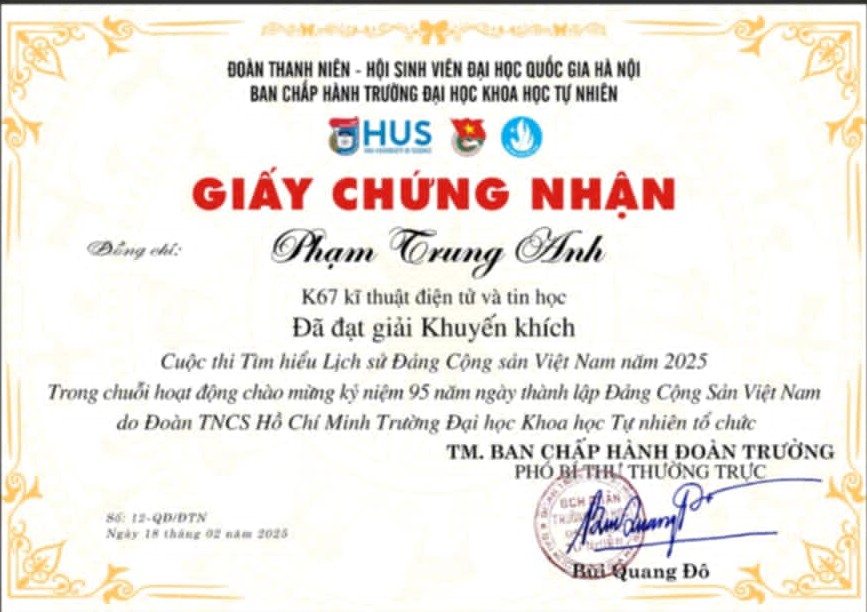 ĐOÀN THANH NIÊN - HỘI SINH VIÊN ĐẠI HỌC QUỐC GIA HÀ NỘI
BAN CHẤP HÀNH TRƯỜNG ĐẠI HỌC KHOA HỌC TỰ NHIÊN
HUS
GIẤY CHỨNG NHẬN
Đồng chí: Phạm Trung Anh
K67 kĩ thuật điện tử và tin học
Đã đạt giải Khuyến khích
Cuộc thi Tìm hiểu Lịch sử Đảng Cộng sản Việt Nam năm 2025
Trong chuỗi hoạt động chào mừng kỷ niệm 95 năm ngày thành lập Đảng Cộng Sản Việt Nam
do Đoàn TNCS Hồ Chí Minh Trường Đại học Khoa học Tự nhiên tổ chức
TM. BAN CHẤP HÀNH ĐOÀN TRƯỜNG
PHÓ BÍ THƯ THƯỜNG TRỰC
Số: 12-QĐ/ĐTN
Ngày 18 tháng 02 năm 2025
Bùi Quang Đô